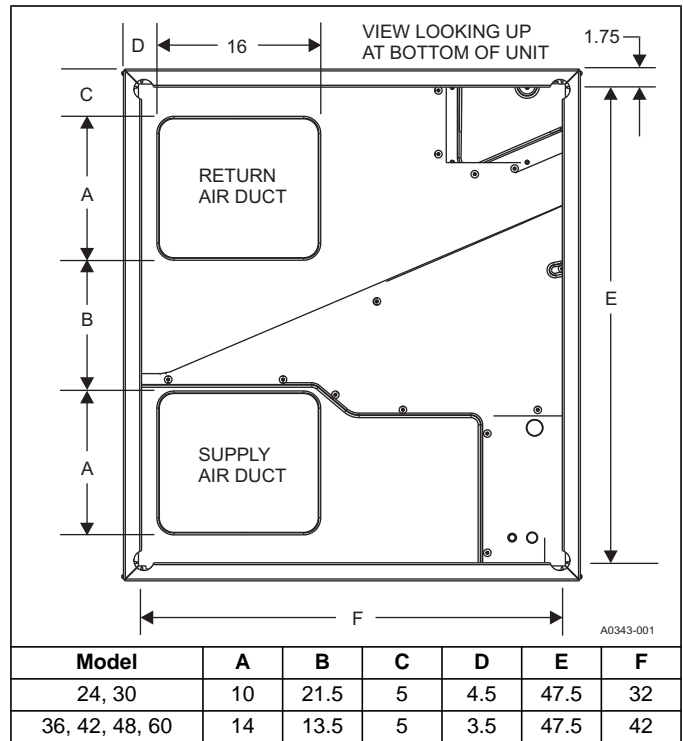 VIEW LOOKING UP
AT BOTTOM OF UNIT
1.75
D
16
C
A
RETURN
AIR DUCT
B
E
A
SUPPLY
AIR DUCT
F
A0343-001
Model A B C D E F
24, 30 10 21.5 5 4.5 47.5 32
36, 42, 48, 60 14 13.5 5 3.5 47.5 42